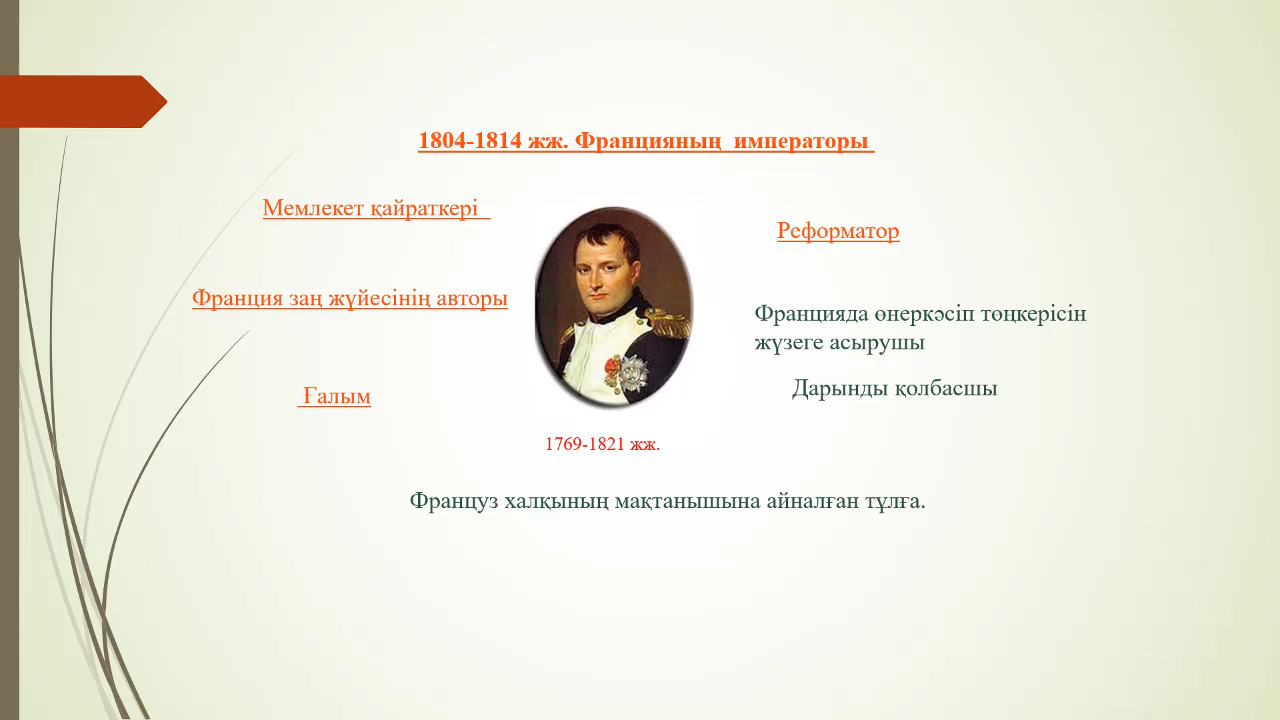 1804-1814 жж. Францияның императоры
Мемлекет қайраткері
Реформатор
Франция заң жүйесінің авторы
Францияда өнеркәсіп төңкерісін
жүзеге асырушы
Дарынды қолбасшы
Ғалым
1769-1821 жж.
Француз халқының мақтанышына айналған тұлға.